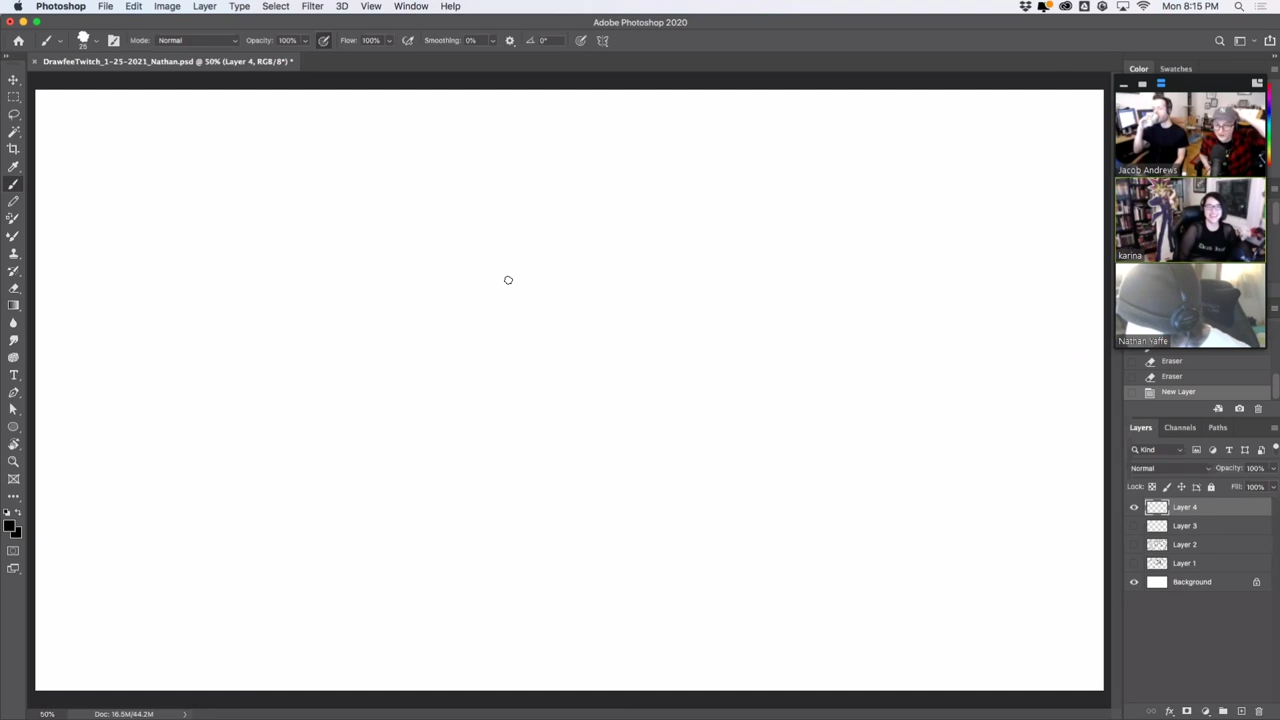 Photoshop File Edit Image Layer Type Select Filter 3D View Window Help Mon 8:15 PM
Adobe Photoshop 2020
25 Mode: Normal Opacity: 100% Flow: 100% Smoothing: 0% 0°
DrawfeeTwitch_1-25-2021_Nathan.psd @ 50% (Layer 4, RGB/8*) *
Color Swatches
Jacob Andrews
karina
Nathan Yaffe
Eraser
Eraser
New Layer
Layers Channels Paths
Kind
Normal Opacity: 100%
Lock: Fill: 100%
Layer 4
Layer 3
Layer 2
Layer 1
Background
50% Doc: 16.5M/44.2M